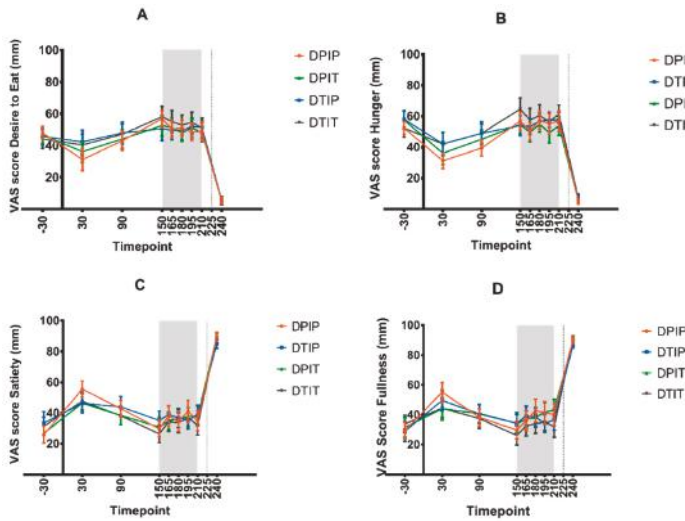 A
VAS score Desire to Eat (mm)
100
80
60
40
20
-30
30
90
150
165
180
195
210
225
240
Timepoint
DPIP
DPIT
DTIP
DTIT
B
VAS score Hunger (mm)
100
80
60
40
20
-30
30
90
150
165
180
195
210
225
240
Timepoint
DPI
DTI
DPI
DTI
C
VAS score Satiety (mm)
100
80
60
40
20
-30
30
90
150
165
180
195
210
225
240
Timepoint
DPIP
DTIP
DPIT
DTIT
D
VAS Score Fullness (mm)
100
80
60
40
20
-30
30
90
150
165
180
195
210
225
240
Timepoint
DPIP
DTIP
DPIT
DTIT